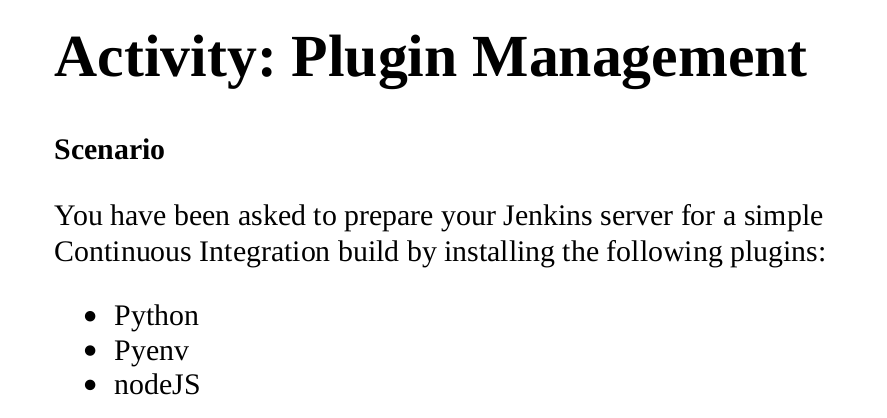 Activity: Plugin Management
Scenario
You have been asked to prepare your Jenkins server for a simple
Continuous Integration build by installing the following plugins:
• Python
• Pyenv
• nodeJS